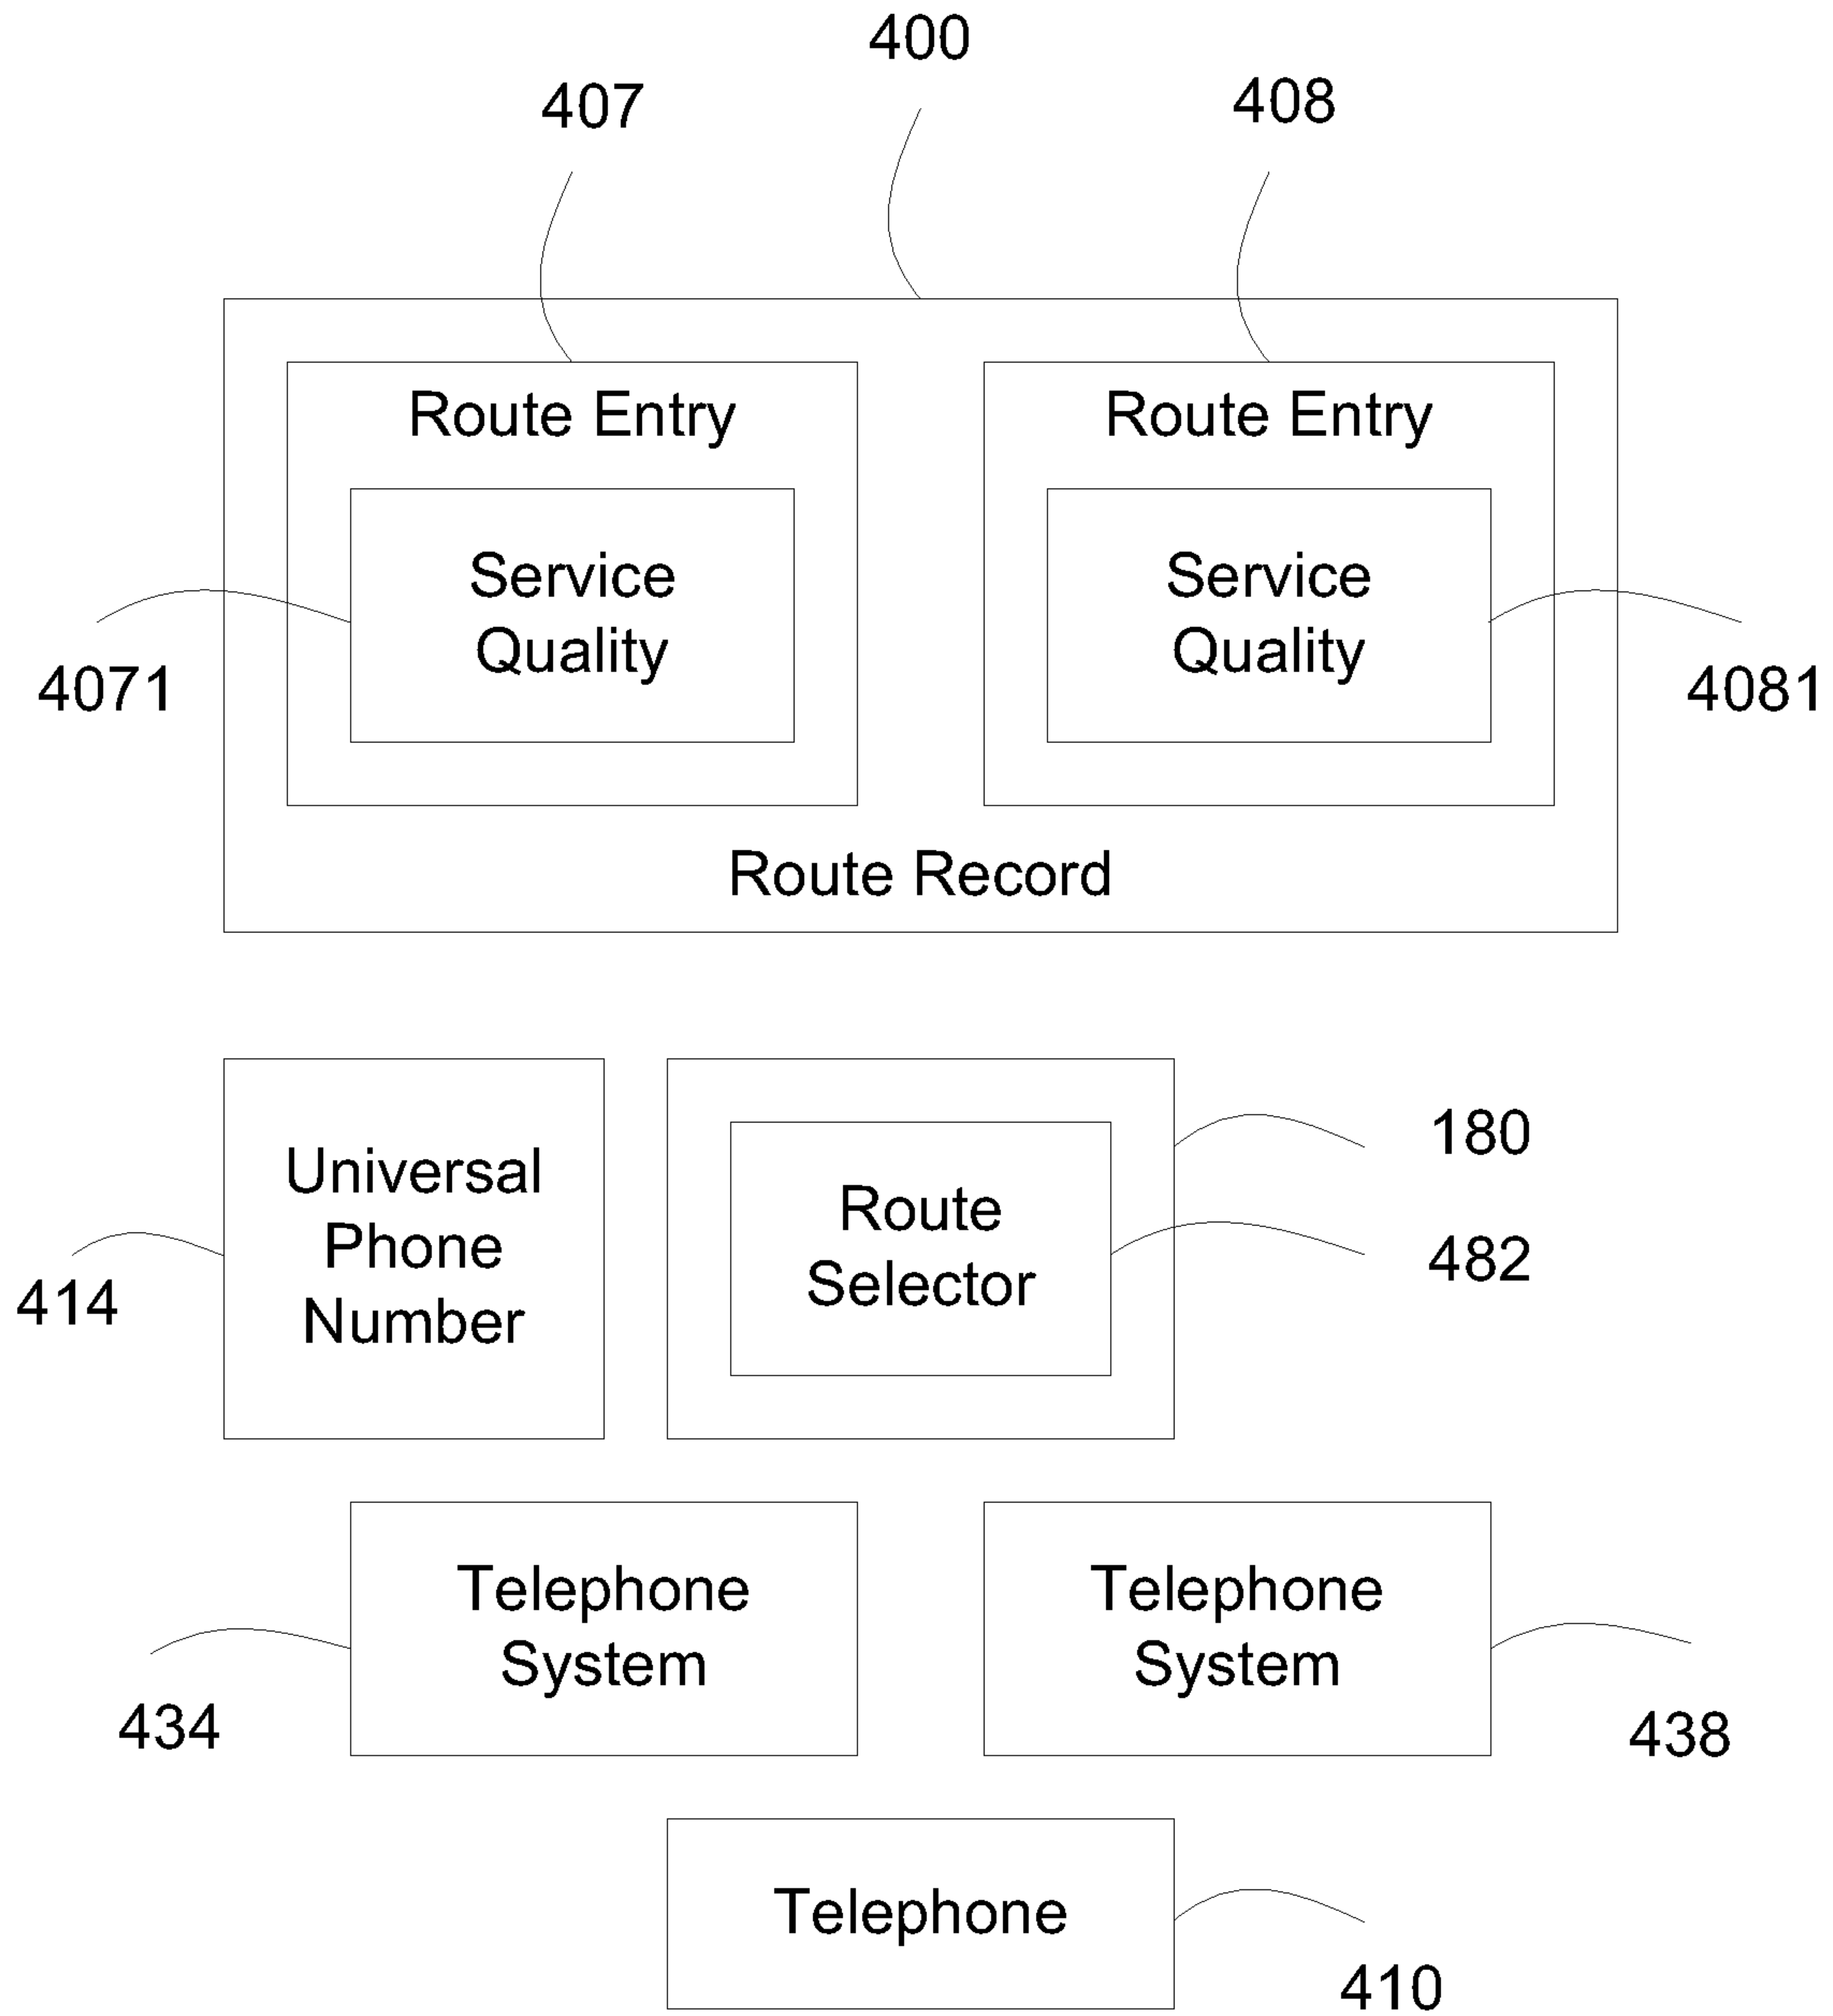 400
407
408
Route Entry
Route Entry
Service
Quality
Service
Quality
4071
4081
Route Record
Universal
Phone
Number
Route
Selector
180
482
414
Telephone
System
Telephone
System
434
438
Telephone
410